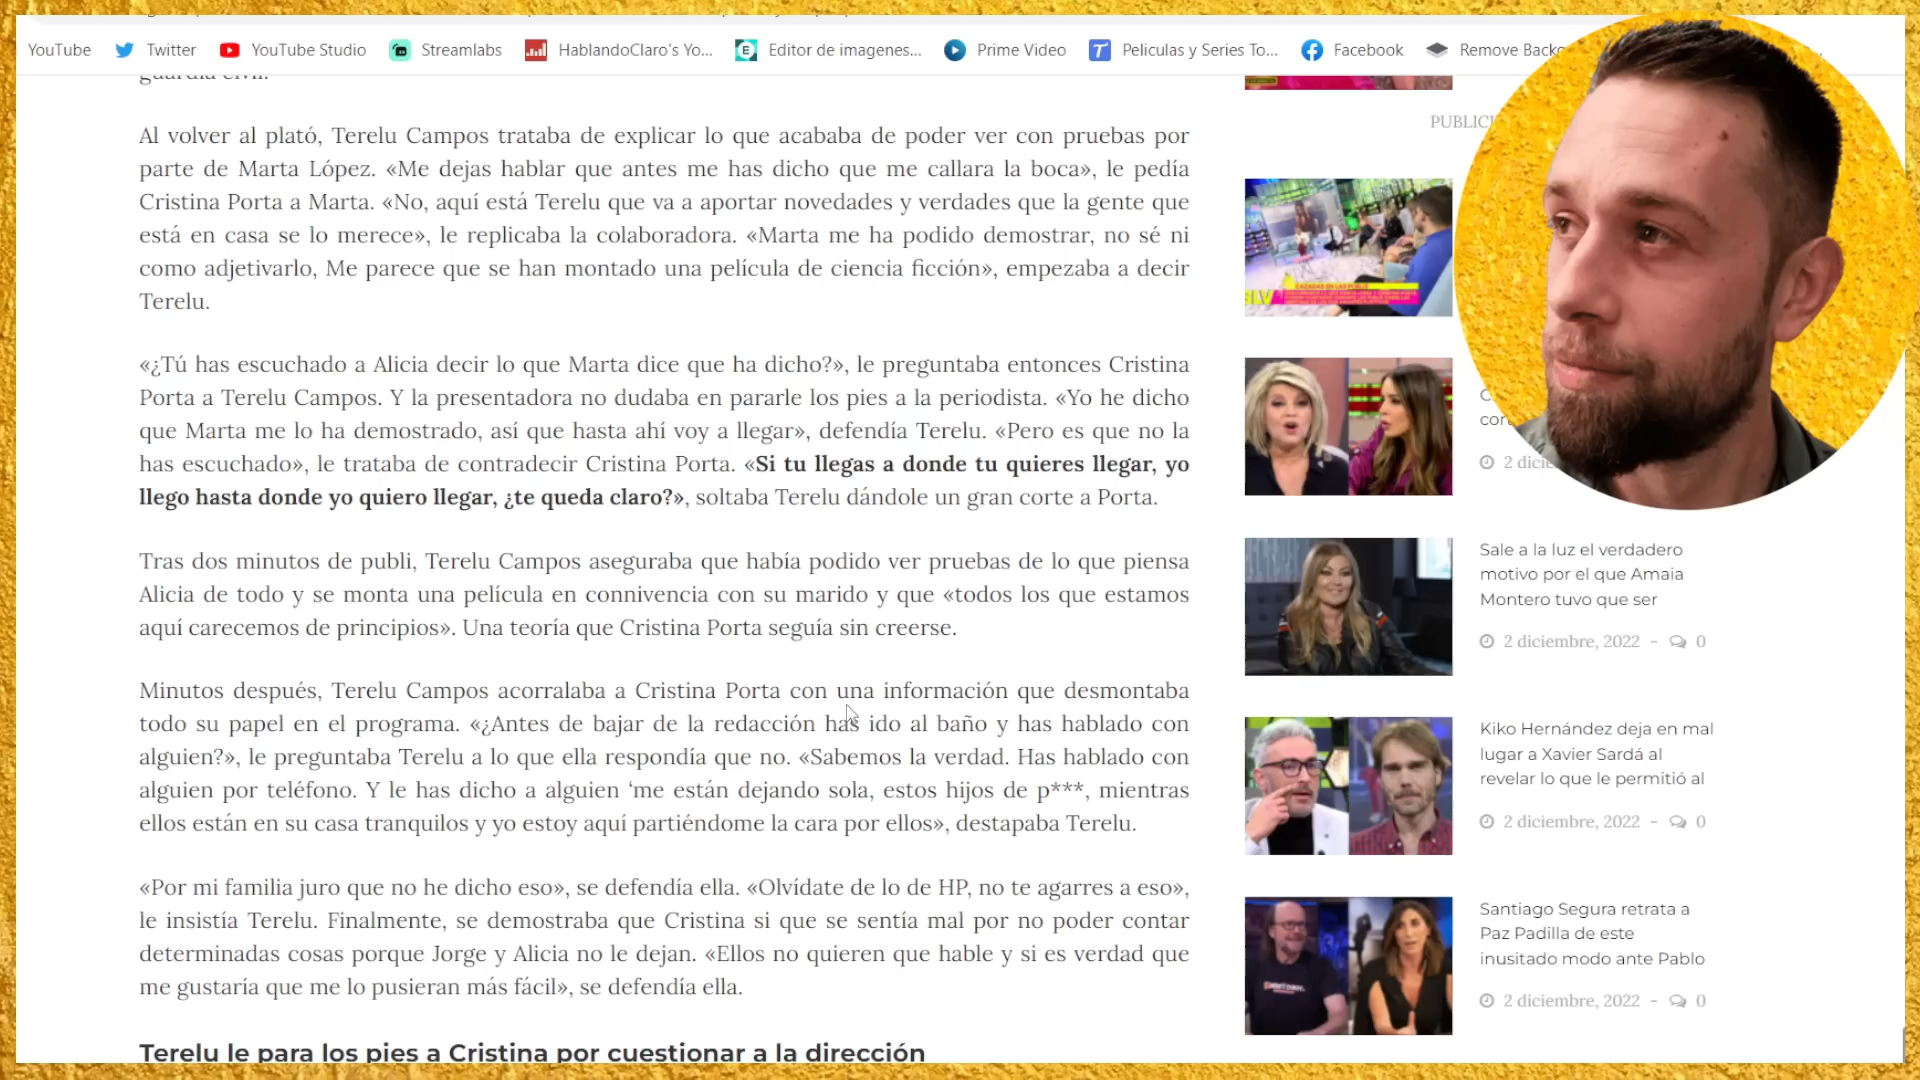 YouTube Twitter YouTube Studio Streamlabs HablandoClaro's Yo... Editor de imagenes... Prime Video Peliculas y Series To... Facebook Remove Backg
guardia civil.
Al volver al plató, Terelu Campos trataba de explicar lo que acababa de poder ver con pruebas por
parte de Marta López. «Me dejas hablar que antes me has dicho que me callara la boca», le pedía
Cristina Porta a Marta. «No, aquí está Terelu que va a aportar novedades y verdades que la gente que
está en casa se lo merece», le replicaba la colaboradora. «Marta me ha podido demostrar, no sé ni
como adjetivarlo, Me parece que se han montado una película de ciencia ficción», empezaba a decir
Terelu.
«¿Tú has escuchado a Alicia decir lo que Marta dice que ha dicho?», le preguntaba entonces Cristina
Porta a Terelu Campos. Y la presentadora no dudaba en pararle los pies a la periodista. «Yo he dicho
que Marta me lo ha demostrado, así que hasta ahí voy a llegar», defendía Terelu. «Pero es que no la
has escuchado», le trataba de contradecir Cristina Porta. «Si tu llegas a donde tu quieres llegar, yo
llego hasta donde yo quiero llegar, ¿te queda claro?», soltaba Terelu dándole un gran corte a Porta.
Tras dos minutos de publi, Terelu Campos aseguraba que había podido ver pruebas de lo que piensa
Alicia de todo y se monta una película en connivencia con su marido y que «todos los que estamos
aquí carecemos de principios». Una teoría que Cristina Porta seguía sin creerse.
Minutos después, Terelu Campos acorralaba a Cristina Porta con una información que desmontaba
todo su papel en el programa. «¿Antes de bajar de la redacción has ido al baño y has hablado con
alguien?», le preguntaba Terelu a lo que ella respondía que no. «Sabemos la verdad. Has hablado con
alguien por teléfono. Y le has dicho a alguien ‘me están dejando sola, estos hijos de p***, mientras
ellos están en su casa tranquilos y yo estoy aquí partiéndome la cara por ellos», destapaba Terelu.
«Por mi familia juro que no he dicho eso», se defendía ella. «Olvídate de lo de HP, no te agarres a eso»,
le insistía Terelu. Finalmente, se demostraba que Cristina si que se sentía mal por no poder contar
determinadas cosas porque Jorge y Alicia no le dejan. «Ellos no quieren que hable y si es verdad que
me gustaría que me lo pusieran más fácil», se defendía ella.
Terelu le para los pies a Cristina por cuestionar a la dirección
PUBLICI
2 dicie
Sale a la luz el verdadero
motivo por el que Amaia
Montero tuvo que ser
2 diciembre, 2022 - 0
Kiko Hernández deja en mal
lugar a Xavier Sardá al
revelar lo que le permitió al
2 diciembre, 2022 - 0
Santiago Segura retrata a
Paz Padilla de este
inusitado modo ante Pablo
2 diciembre, 2022 - 0